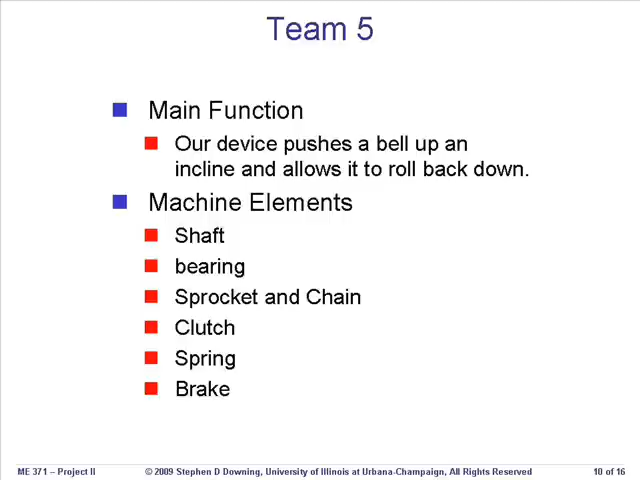 Team 5
Main Function
Our device pushes a bell up an
incline and allows it to roll back down.
Machine Elements
Shaft
bearing
Sprocket and Chain
Clutch
Spring
Brake
ME 371 – Project II © 2009 Stephen D Downing, University of Illinois at Urbana-Champaign, All Rights Reserved 10 of 16